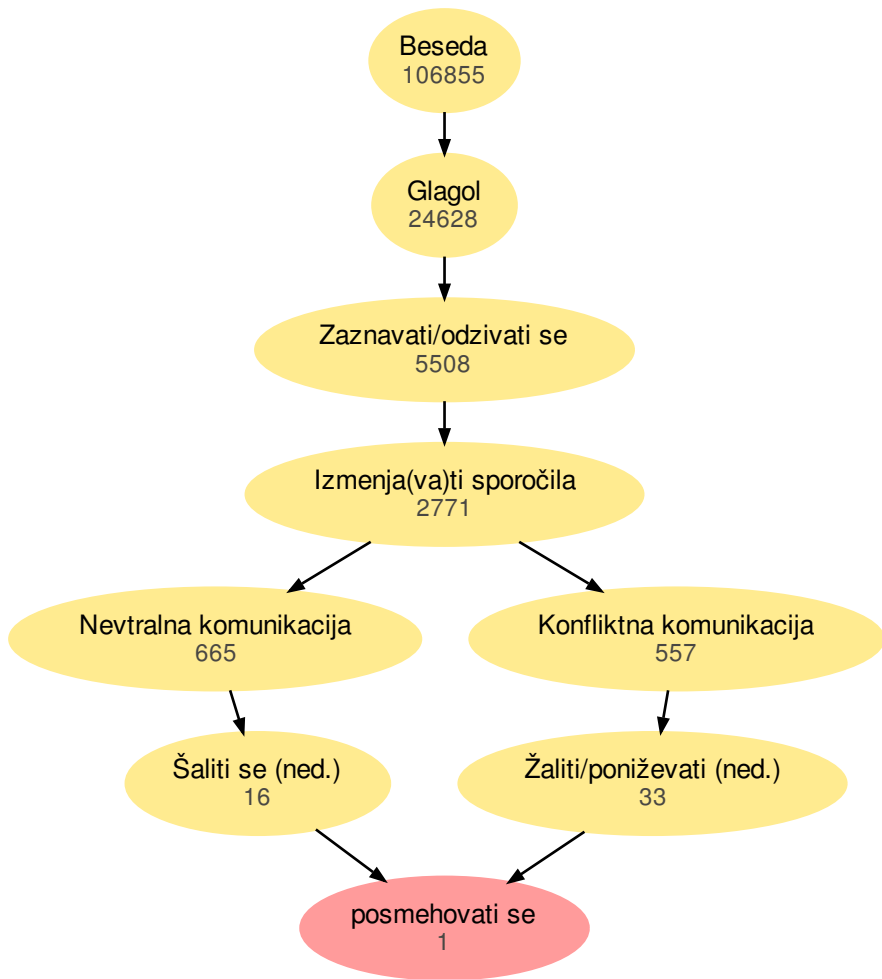 Beseda
106855
Glagol
24628
Zaznavati/odzivati se
5508
Izmenja(va)ti sporočila
2771
Nevtralna komunikacija
665
Konfliktna komunikacija
557
Šaliti se (ned.)
16
Žaliti/poniževati (ned.)
33
posmehovati se
1